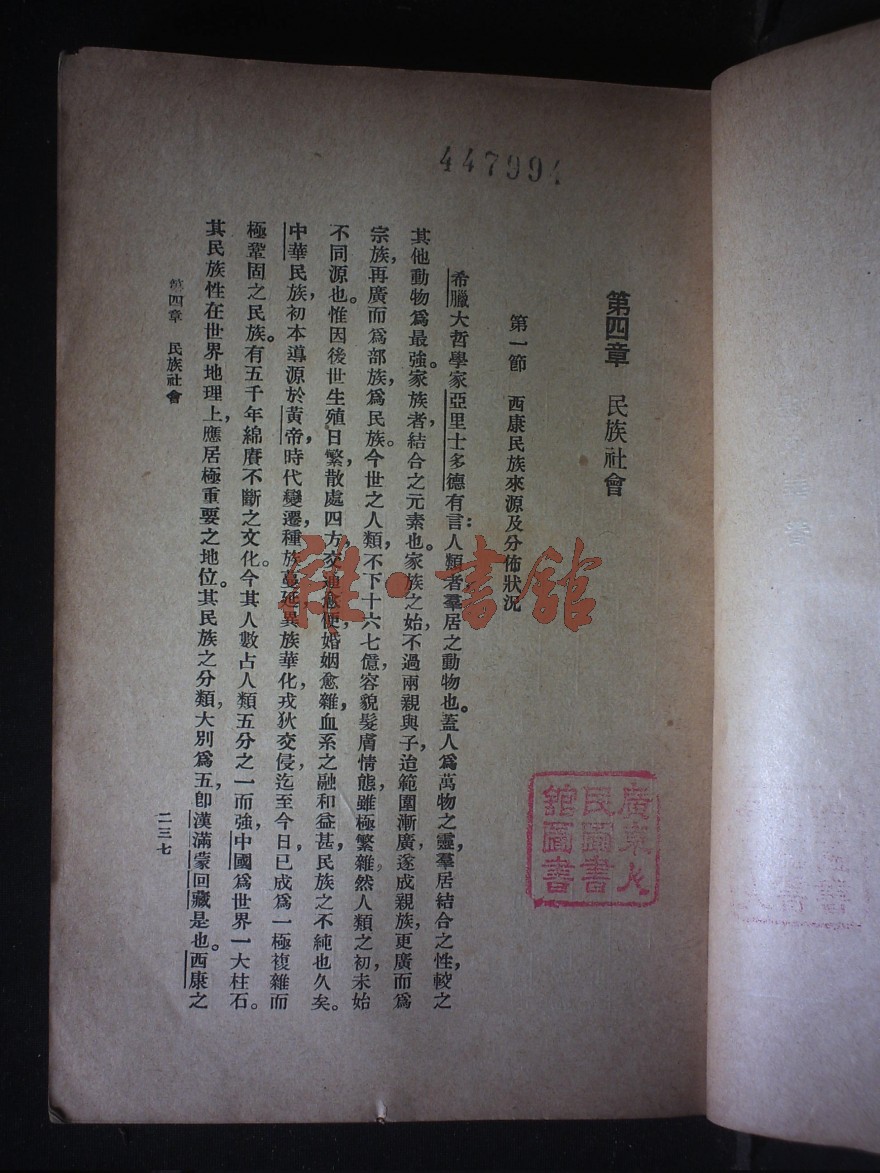 447994
第四章　民族社會
第一節　西康民族來源及分佈狀況
希臘大哲學家亞里士多德有言：人類者，羣居之動物也。蓋人爲萬物之靈，羣居結合之性，較之
其他動物爲最強。家族者，結合之元素也。家族之始，不過兩親與子，迨範圍漸廣，遂成親族，更廣而爲
宗族，再廣而爲部族，爲民族。今世之人類，不下十六七億，容貌髮膚情態，雖極繁雜，然人類之初，未始
不同源也。惟因後世生殖日繁，散處四方，交通愈便，婚姻愈雜，血系之融和益甚，民族之不純也久矣。
中華民族，初本導源於黃帝，時代變遷，種族蔓延，異族華化，戎狄交侵，迄至今日，已成爲一極複雜而
極鞏固之民族。有五千年綿賡不斷之文化。今其人數占人類五分之一而強，中國爲世界一大柱石。
其民族性在世界地理上，應居極重要之地位。其民族之分類，大別爲五，卽漢滿蒙回藏是也。西康之
第四章　民族社會
二三七
雜·書館
廣東人
民圖書
館圖書